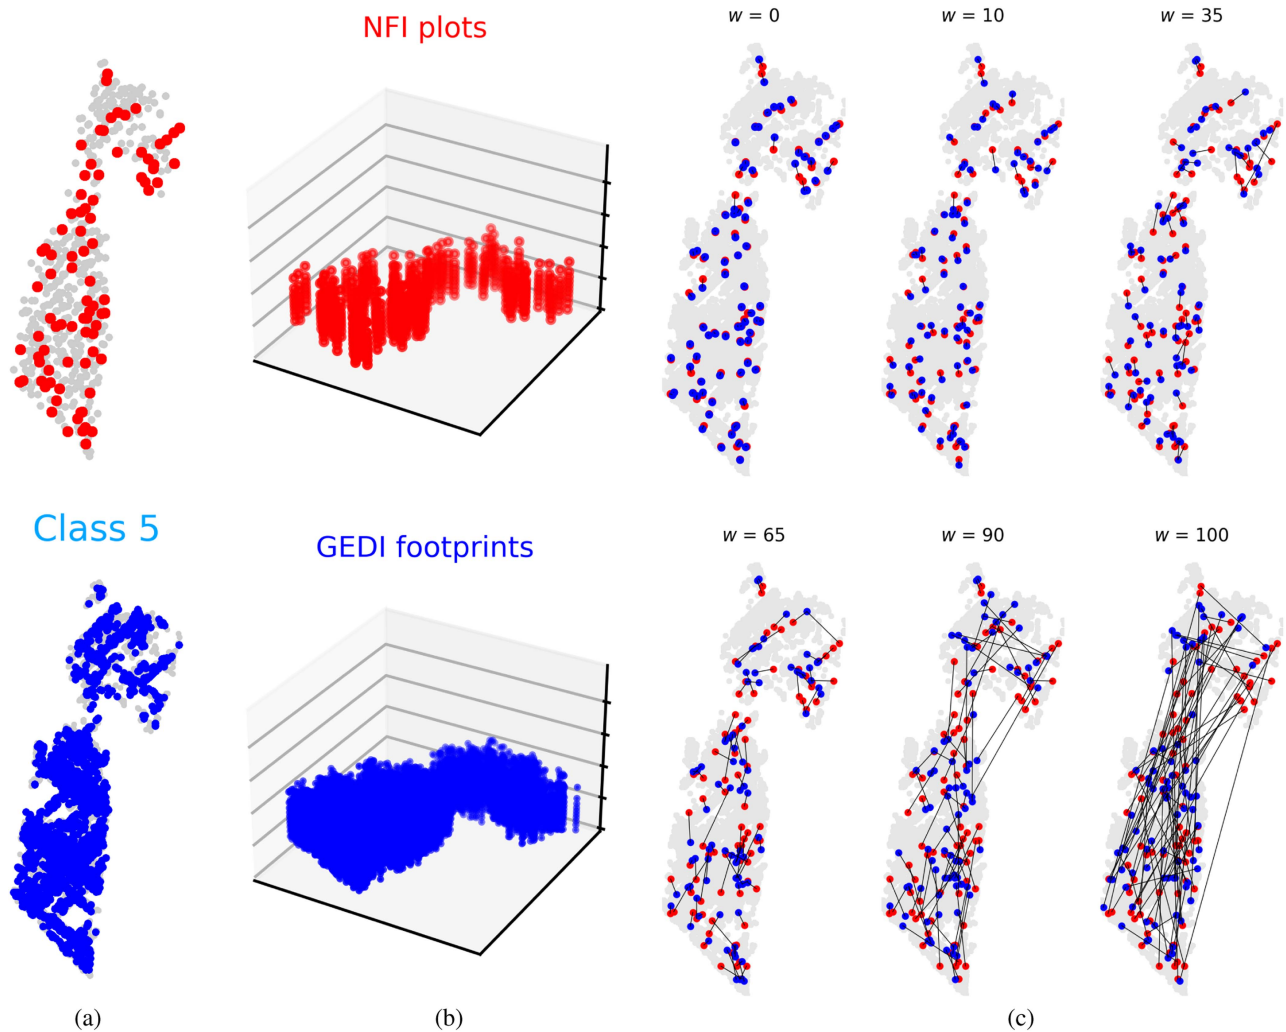 NFI plots
w = 0
w = 10
w = 35
Class 5
GEDI footprints
w = 65
w = 90
w = 100
(a)
(b)
(c)